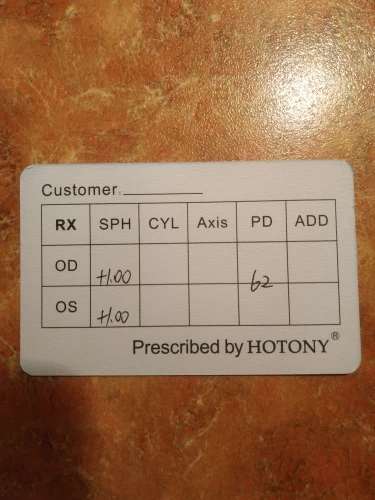 Customer:
RX SPH CYL Axis PD ADD
OD +1.00 62
OS +1.00
Prescribed by HOTONY®